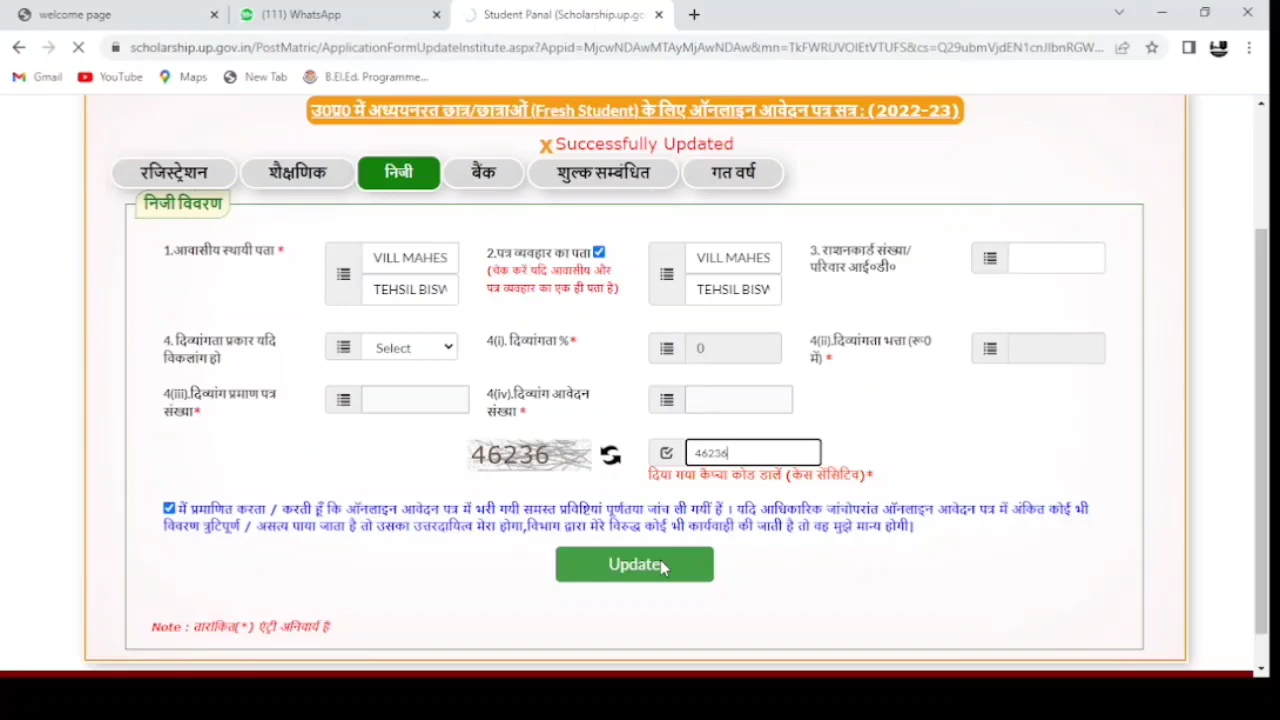 welcome page
(111) WhatsApp
Student Panal (Scholarship.up.gc
scholarship.up.gov.in/PostMatric/ApplicationFormUpdateInstitute.aspx?Appid=MjcwNDAwMTAyMjAwNDAw&mn=TkFWRUVOIEtVTUFS&cs=Q29ubmVjdEN1cnJlbnRGW...
Gmail
YouTube
Maps
New Tab
B.El.Ed. Programme...
उ0प्र0 में अध्ययनरत छात्र/छात्राओं (Fresh Student) के लिए ऑनलाइन आवेदन पत्र सत्र : (2022-23)
X Successfully Updated
रजिस्ट्रेशन
शैक्षणिक
निजी
बैंक
शुल्क सम्बंधित
गत वर्ष
निजी विवरण
1.आवासीय स्थायी पता *
VILL MAHES
TEHSIL BISW
2.पत्र व्यवहार का पता
(चेक करें यदि आवासीय और
पत्र व्यवहार का एक ही पता है)
VILL MAHES
TEHSIL BISW
3. राशनकार्ड संख्या/
परिवार आई०डी०
4. दिव्यांगता प्रकार यदि
विकलांग हो
Select
4(i). दिव्यांगता %*
0
4(ii).दिव्यांगता भत्ता (रू0
में) *
4(iii).दिव्यांग प्रमाण पत्र
संख्या*
4(iv).दिव्यांग आवेदन
संख्या *
46236
46236
दिया गया कैप्चा कोड डालें (केस सेंसिटिव)*
में प्रमाणित करता / करती हूँ कि ऑनलाइन आवेदन पत्र में भरी गयी समस्त प्रविष्टियां पूर्णतया जांच ली गयीं हैं । यदि आधिकारिक जांचोपरांत ऑनलाइन आवेदन पत्र में अंकित कोई भी
विवरण त्रुटिपूर्ण / असत्य पाया जाता है तो उसका उत्तरदायित्व मेरा होगा,विभाग द्वारा मेरे विरुद्ध कोई भी कार्यवाही की जाती है तो वह मुझे मान्य होगी|
Update
Note : तारांकित(*) एंट्री अनिवार्य है